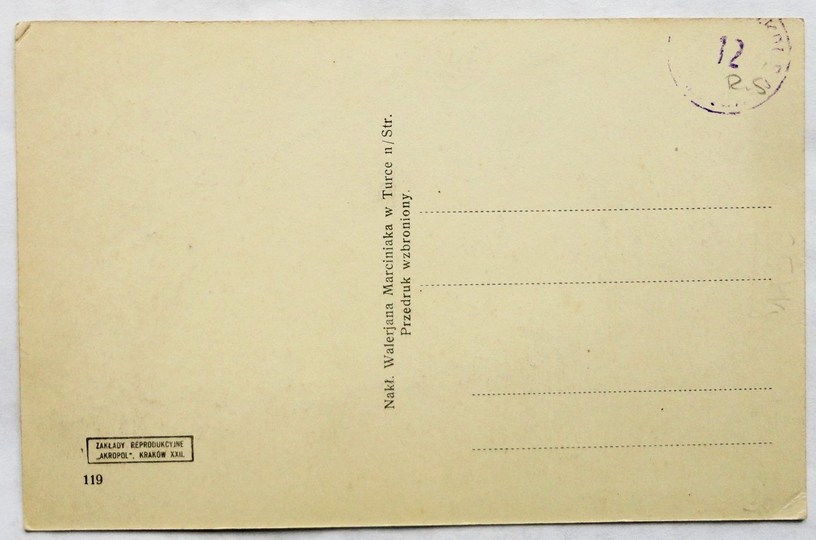 12
R.S
Nakł. Walerjana Marciniaka w Turce n/Str.
Przedruk wzbroniony.
ZAKŁADY REPRODUKCYJNE
„AKROPOL", KRAKÓW XXII.
119